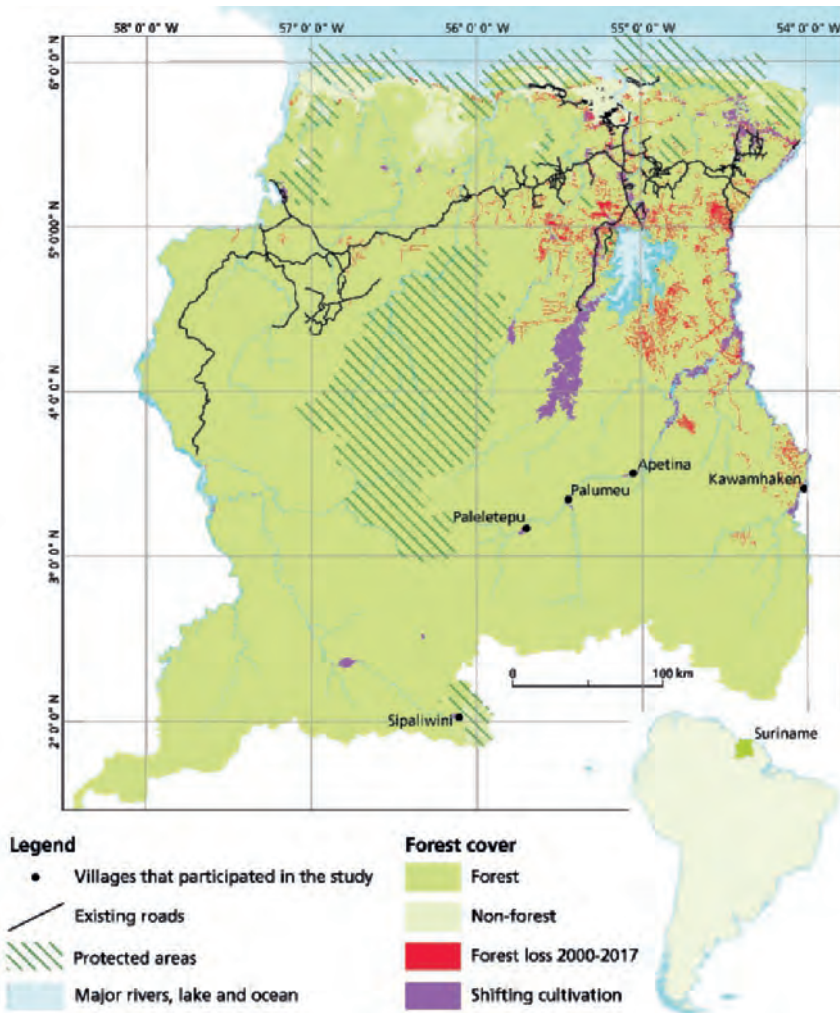 58° 0' 0" N
57° 0' 0" N
56° 0' 0" N
55° 0' 0" N
54° 0' 0" N
6° 0' 0" N
5° 0'00" N
4° 0' 0" N
3° 0' 0" N
2° 0' 0" N
Apetina
Kawamhaken
Palumeu
Paleletepu
0
100 km
Sipaliwini
Suriname
Legend
Villages that participated in the study
Existing roads
Protected areas
Major rivers, lake and ocean
Forest cover
Forest
Non-forest
Forest loss 2000-2017
Shifting cultivation